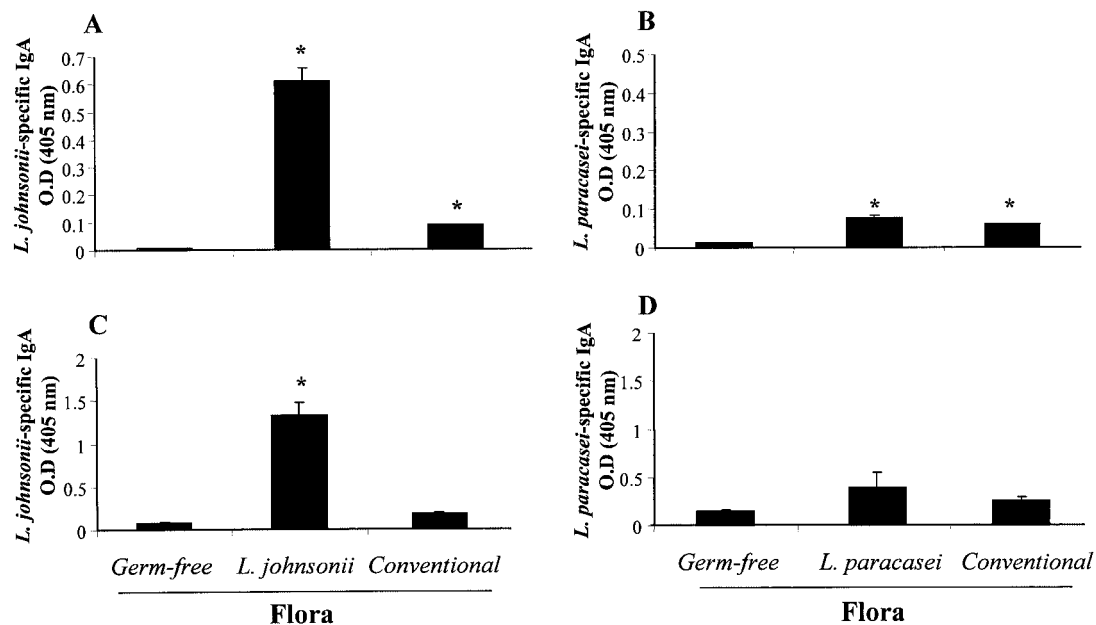 A
L. johnsonii-specific IgA
O.D (405 nm)
0.7
0.6
0.5
0.4
0.3
0.2
0.1
0
*
*
B
L. paracasei-specific IgA
O.D (405 nm)
0.5
0.4
0.3
0.2
0.1
0
*
*
C
L. johnsonii-specific IgA
O.D (405 nm)
2
1.5
1
0.5
0
*
Germ-free L. johnsonii Conventional
Flora
D
L. paracasei-specific IgA
O.D (405 nm)
2
1.5
1
0.5
0
Germ-free L. paracasei Conventional
Flora